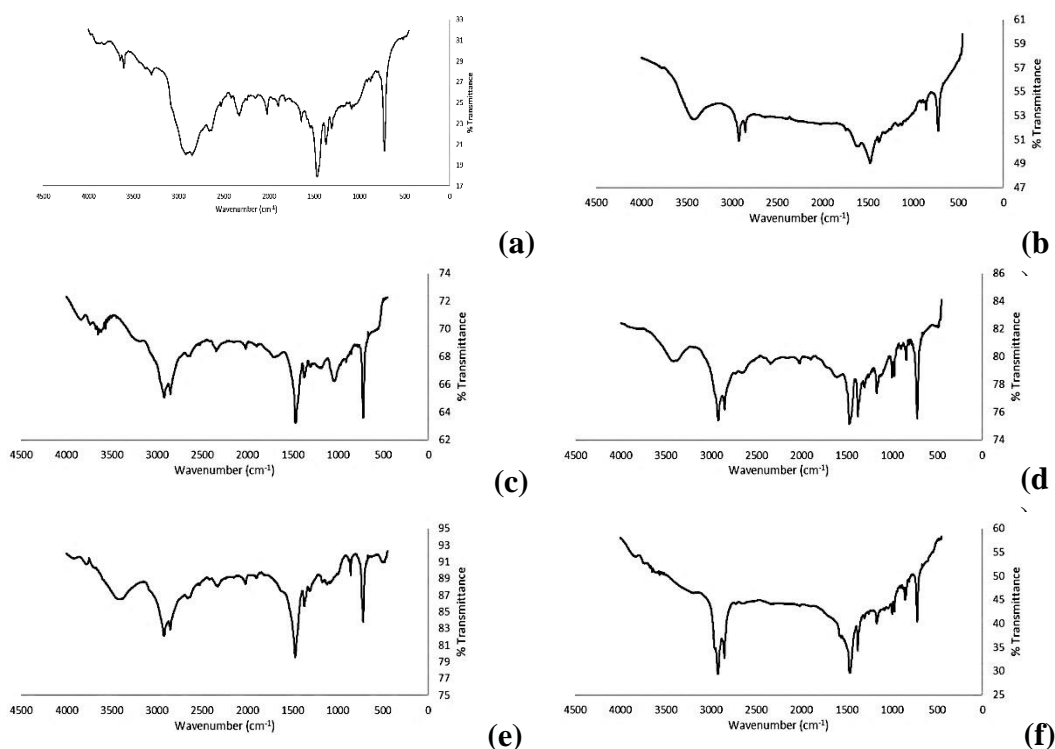 33
31
29
27
25
23
21
19
17
% Transmittance
4500 4000 3500 3000 2500 2000 1500 1000 500 0
Wavenumber (cm-1)
(a)
61
59
57
55
53
51
49
47
% Transmittance
4500 4000 3500 3000 2500 2000 1500 1000 500 0
Wavenumber (cm-1)
(b
74
72
70
68
66
64
62
% Transmittance
4500 4000 3500 3000 2500 2000 1500 1000 500 0
Wavenumber (cm-1)
(c)
86
84
82
80
78
76
74
% Transmittance
4500 4000 3500 3000 2500 2000 1500 1000 500 0
Wavenumber (cm-1)
(d
95
93
91
89
87
85
83
81
79
77
75
% Transmittance
4500 4000 3500 3000 2500 2000 1500 1000 500 0
Wavenumber (cm-1)
(e)
60
55
50
45
40
35
30
25
% Transmittance
4500 4000 3500 3000 2500 2000 1500 1000 500 0
Wavenumber (cm-1)
(f)